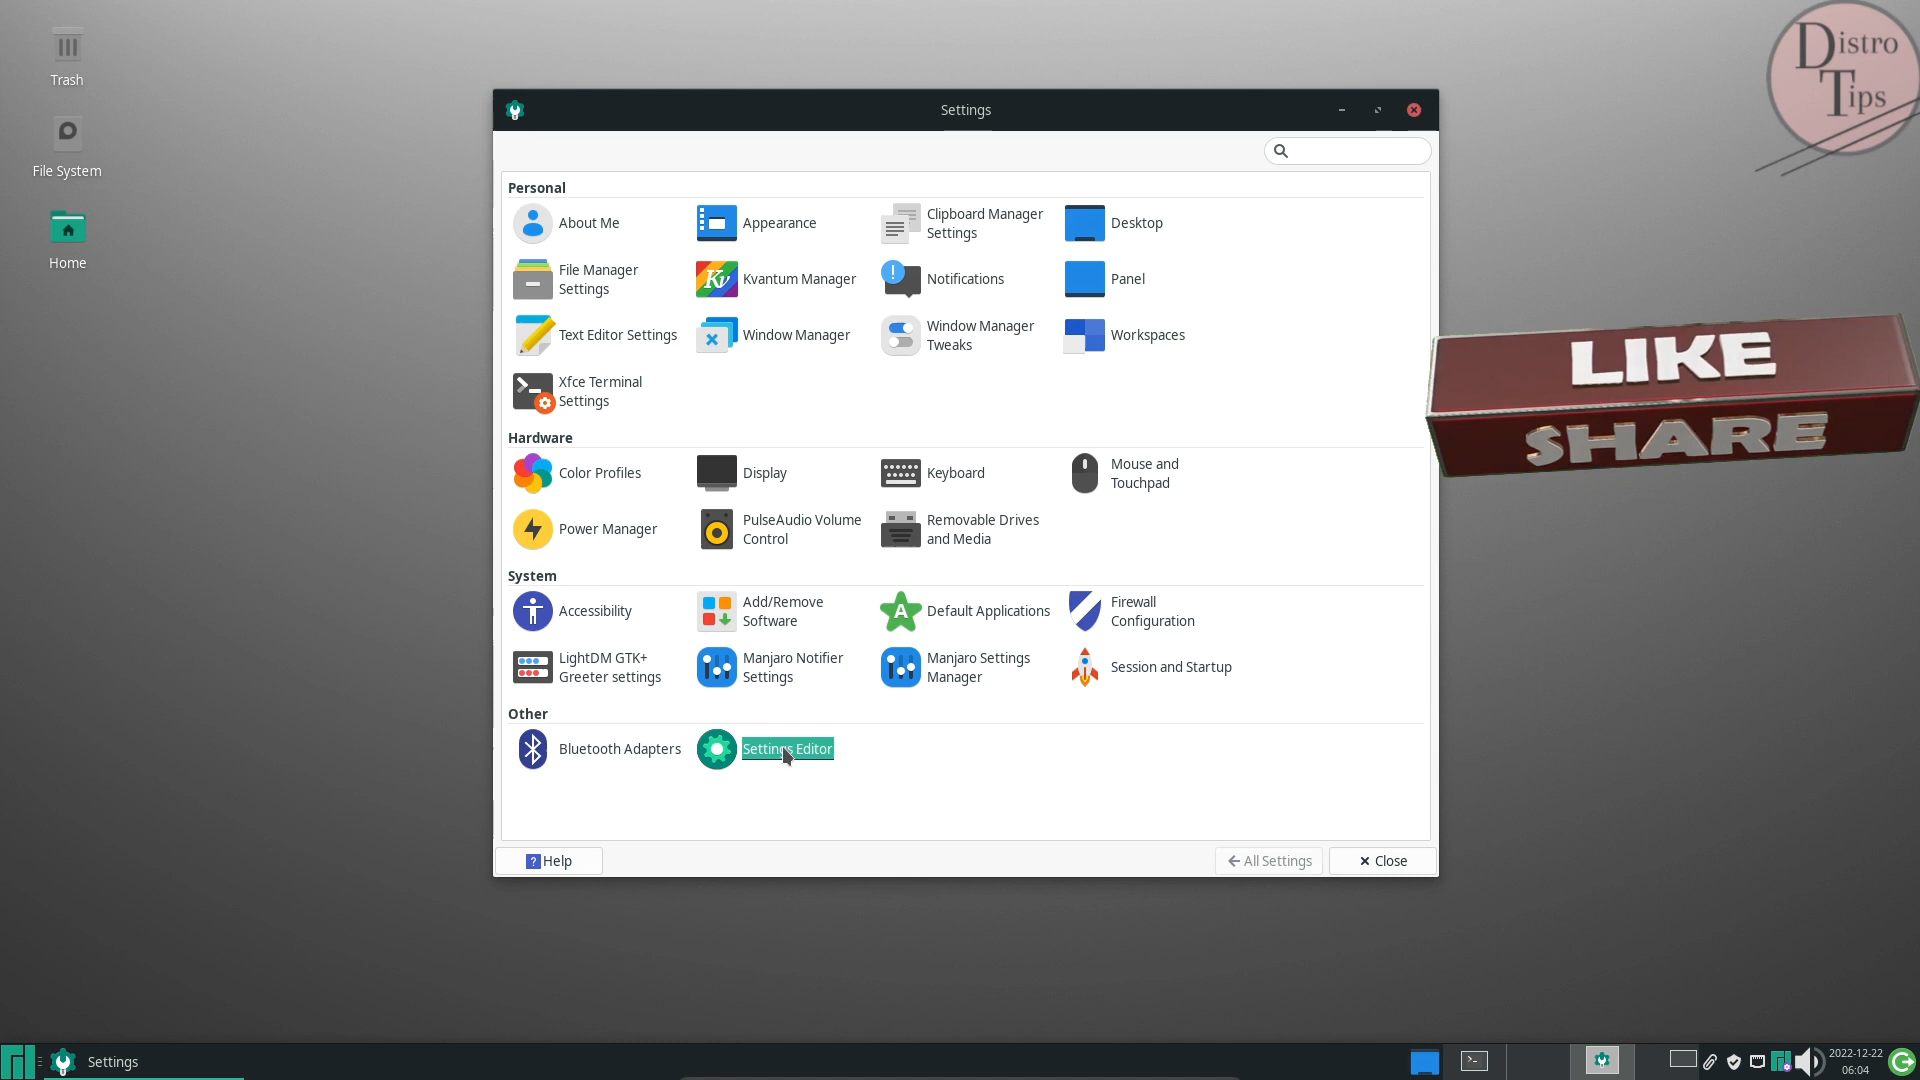 Trash
File System
Home
Settings
Distro
Tips
Personal
About Me
Appearance
Clipboard Manager
Settings
Desktop
File Manager
Settings
Kv
Kvantum Manager
!
Notifications
Panel
Text Editor Settings
Window Manager
Window Manager
Tweaks
Workspaces
Xfce Terminal
Settings
LIKE
SHARE
Hardware
Color Profiles
Display
Keyboard
Mouse and
Touchpad
Power Manager
PulseAudio Volume
Control
Removable Drives
and Media
System
Accessibility
Add/Remove
Software
A
Default Applications
Firewall
Configuration
LightDM GTK+
Greeter settings
Manjaro Notifier
Settings
Manjaro Settings
Manager
Session and Startup
Other
Bluetooth Adapters
Settings Editor
? Help
All Settings
Close
Settings
2022-12-22
06:04